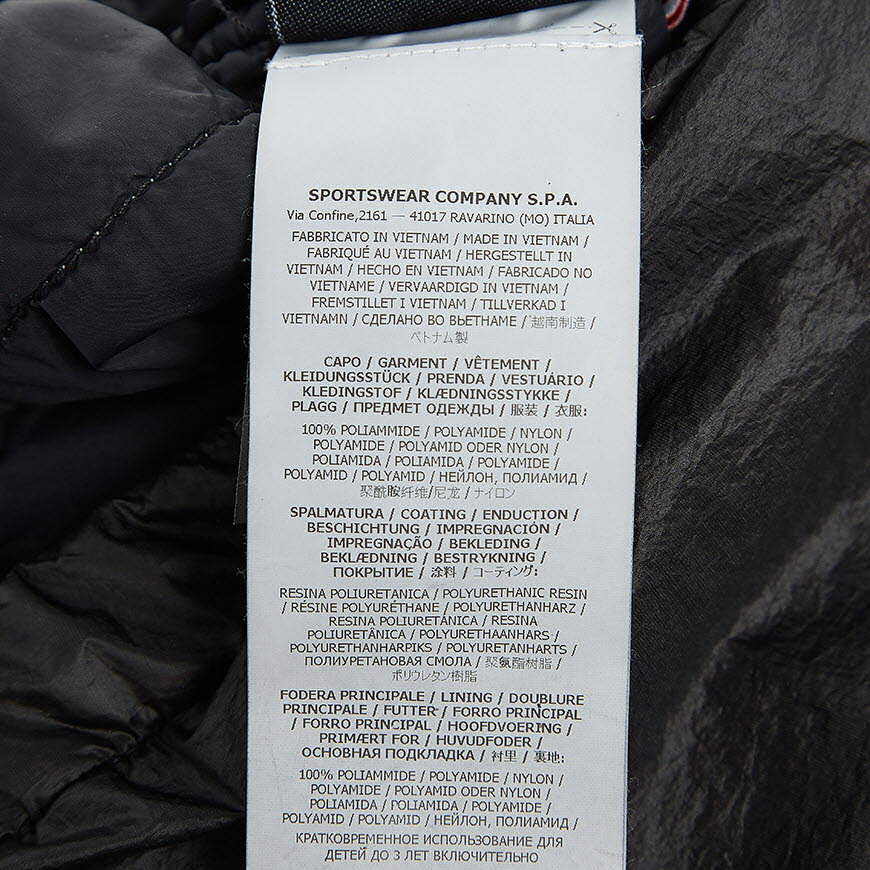 SPORTSWEAR COMPANY S.P.A.
Via Confine,2161 — 41017 RAVARINO (MO) ITALIA
FABBRICATO IN VIETNAM / MADE IN VIETNAM /
FABRIQUÉ AU VIETNAM / HERGESTELLT IN
VIETNAM / HECHO EN VIETNAM / FABRICADO NO
VIETNAME / VERVAARDIGD IN VIETNAM /
FREMSTILLET I VIETNAM / TILLVERKAD I
VIETNAMN / СДЕЛАНО ВО ВЬЕТНАМЕ / 越南制造 /
ベトナム製
CAPO / GARMENT / VÊTEMENT /
KLEIDUNGSSTÜCK / PRENDA / VESTUÁRIO /
KLEDINGSTOF / KLÆDNINGSSTYKKE /
PLAGG / ПРЕДМЕТ ОДЕЖДЫ / 服装 / 衣服:
100% POLIAMMIDE / POLYAMIDE / NYLON /
POLYAMIDE / POLYAMID ODER NYLON /
POLIAMIDA / POLIAMIDA / POLYAMIDE /
POLYAMID / POLYAMID / НЕЙЛОН, ПОЛИАМИД /
聚酰胺纤维/尼龙 / ナイロン
SPALMATURA / COATING / ENDUCTION /
BESCHICHTUNG / IMPREGNACIÓN /
IMPREGNAÇÃO / BEKLEDING /
BEKLÆDNING / BESTRYKNING /
ПОКРЫТИЕ / 涂料 / コーティング:
RESINA POLIURETANICA / POLYURETHANIC RESIN
/ RÉSINE POLYURÉTHANE / POLYURETHANHARZ /
RESINA POLIURETÁNICA / RESINA
POLIURETÂNICA / POLYURETHAANHARS /
POLYURETHANHARPIKS / POLYURETANHARTS /
ПОЛИУРЕТАНОВАЯ СМОЛА / 聚氨酯树脂 /
ポリウレタン樹脂
FODERA PRINCIPALE / LINING / DOUBLURE
PRINCIPALE / FUTTER / FORRO PRINCIPAL
/ FORRO PRINCIPAL / HOOFDVOERING /
PRIMÆRT FOR / HUVUDFODER /
ОСНОВНАЯ ПОДКЛАДКА / 衬里 / 裏地:
100% POLIAMMIDE / POLYAMIDE / NYLON /
POLYAMIDE / POLYAMID ODER NYLON /
POLIAMIDA / POLIAMIDA / POLYAMIDE /
POLYAMID / POLYAMID / НЕЙЛОН, ПОЛИАМИД /
КРАТКОВРЕМЕННОЕ ИСПОЛЬЗОВАНИЕ ДЛЯ
ДЕТЕЙ ДО 3 ЛЕТ ВКЛЮЧИТЕЛЬНО